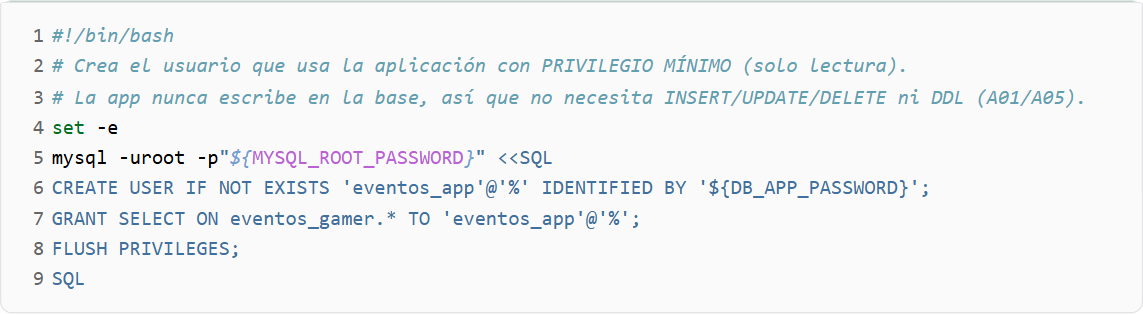 1 #!/bin/bash
2 # Crea el usuario que usa la aplicación con PRIVILEGIO MÍNIMO (solo lectura).
3 # La app nunca escribe en la base, así que no necesita INSERT/UPDATE/DELETE ni DDL (A01/A05).
4 set -e
5 mysql -uroot -p"${MYSQL_ROOT_PASSWORD}" <<SQL
6 CREATE USER IF NOT EXISTS 'eventos_app'@'%' IDENTIFIED BY '${DB_APP_PASSWORD}';
7 GRANT SELECT ON eventos_gamer.* TO 'eventos_app'@'%';
8 FLUSH PRIVILEGES;
9 SQL